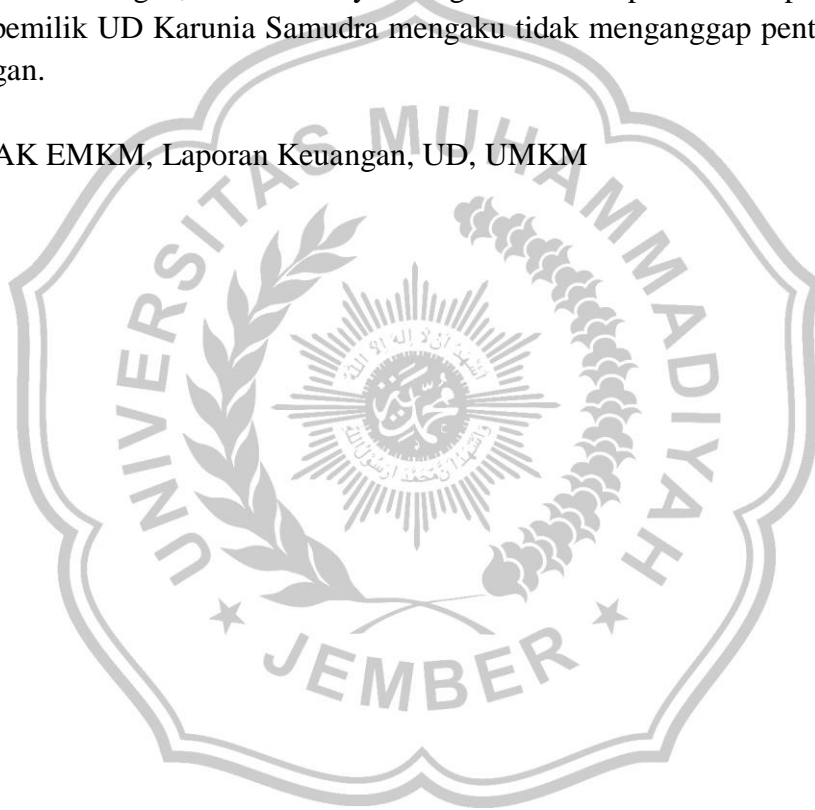 pemilik UD Karunia Samudra mengaku tidak menganggap pent
gan.
AK EMKM, Laporan Keuangan, UD, UMKM
UNIVERSITAS MUHAMMADIYAH
JEMBER